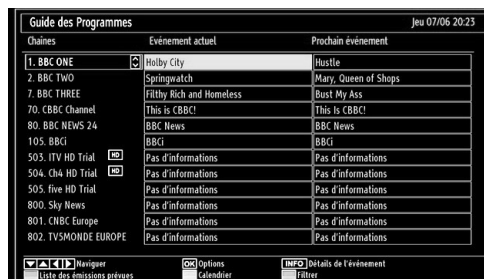 Guide des Programmes Jeu 07/06 20:23
Chaines Evénement actuel Prochain événement
1. BBC ONE Holby City Hustle
2. BBC TWO Springwatch Mary, Queen of Shops
7. BBC THREE Filthy Rich and Homeless Bust My Ass
70. CBBC Channel This is CBBC! This Is CBBC!
80. BBC NEWS 24 BBC News BBC News
105. BBCi BBCi BBCi
503. ITV HD Trial HD Pas d'informations Pas d'informations
504. Ch4 HD Trial HD Pas d'informations Pas d'informations
505. five HD Trial Pas d'informations Pas d'informations
800. Sky News Pas d'informations Pas d'informations
801. CNBC Europe Pas d'informations Pas d'informations
802. TV5MONDE EUROPE Pas d'informations Pas d'informations
Naviguer OK Options INFO Détails de l'événement
Liste des émissions prévues Calendrier Filtrer